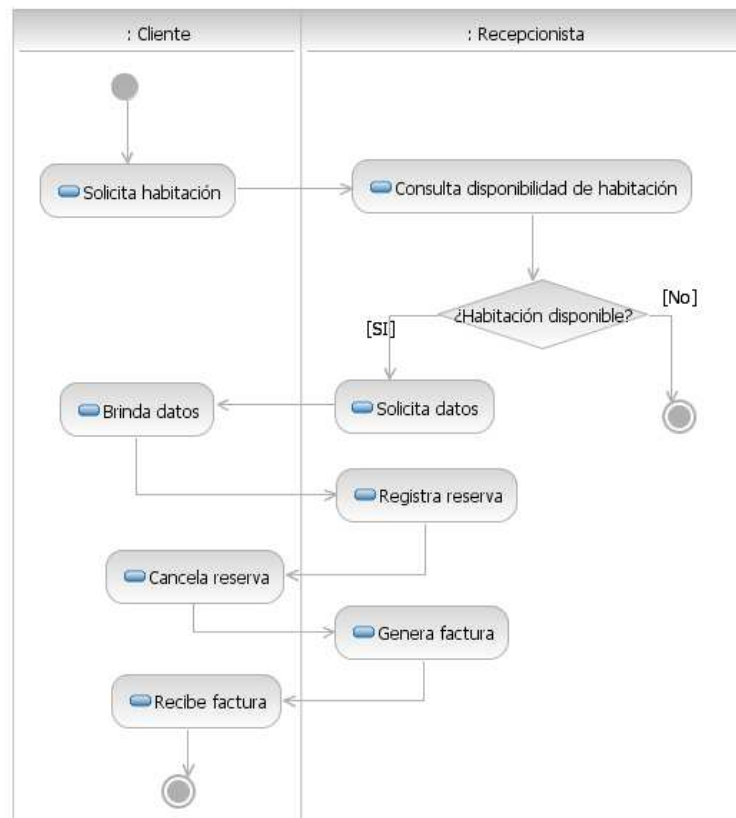 : Cliente
: Recepcionista
Solicita habitación
Consulta disponibilidad de habitación
¿Habitación disponible?
[No]
[SI]
Solicita datos
Brinda datos
Registra reserva
Cancela reserva
Genera factura
Recibe factura